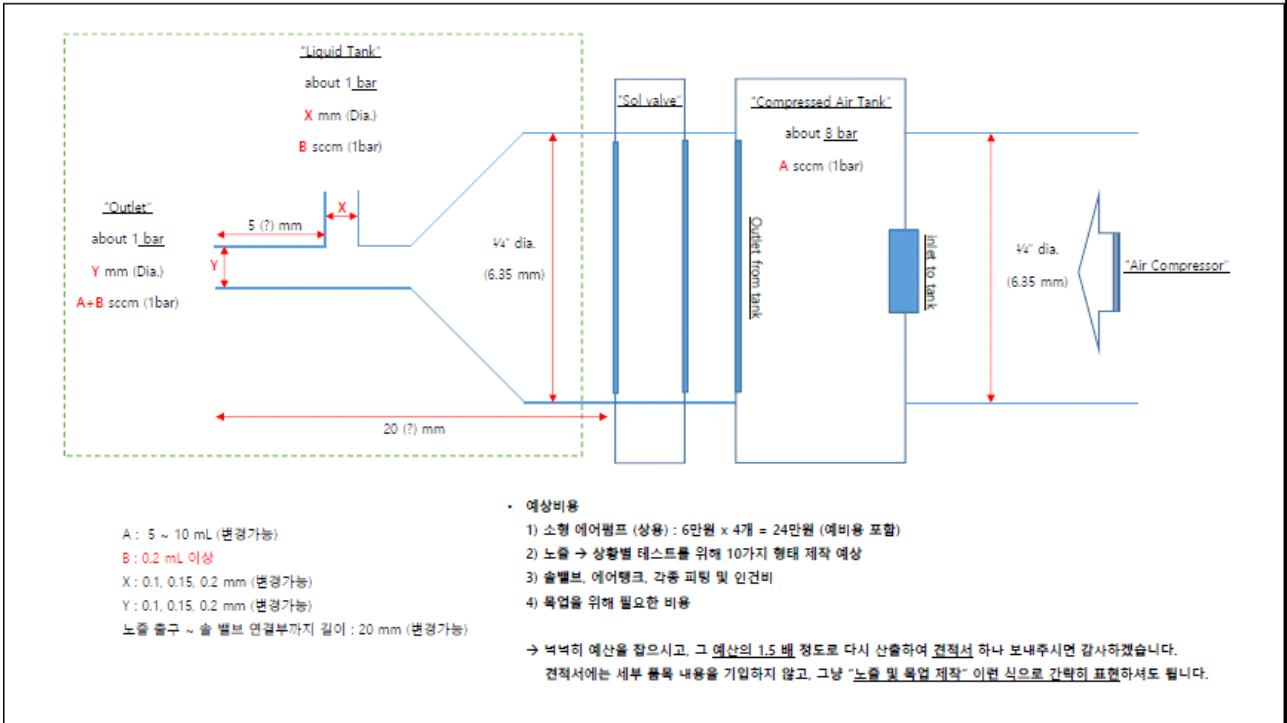 "Liquid Tank"
about 1 bar
X mm (Dia.)
B sccm (1bar)
"Outlet"
about 1 bar
Y mm (Dia.)
A+B sccm (1bar)
5 (?) mm
X
Y
¼" dia.
(6.35 mm)
20 (?) mm
"Sol valve"
"Compressed Air Tank"
about 8 bar
A sccm (1bar)
Outlet from tank
inlet to tank
¼" dia.
(6.35 mm)
"Air Compressor"
A : 5 ~ 10 mL (변경가능)
B : 0.2 mL 이상
X : 0.1, 0.15, 0.2 mm (변경가능)
Y : 0.1, 0.15, 0.2 mm (변경가능)
노즐 출구 ~ 솔 밸브 연결부까지 길이 : 20 mm (변경가능)
• 예상비용
1) 소형 에어펌프 (상용) : 6만원 x 4개 = 24만원 (예비용 포함)
2) 노즐 → 상황별 테스트를 위해 10가지 형태 제작 예상
3) 솔밸브, 에어탱크, 각종 피팅 및 인건비
4) 목업을 위해 필요한 비용
→ 넉넉히 예산을 잡으시고, 그 예산의 1.5 배 정도로 다시 산출하여 견적서 하나 보내주시면 감사하겠습니다.
견적서에는 세부 품목 내용을 기입하지 않고, 그냥 "노즐 및 목업 제작" 이런 식으로 간략히 표현하셔도 됩니다.